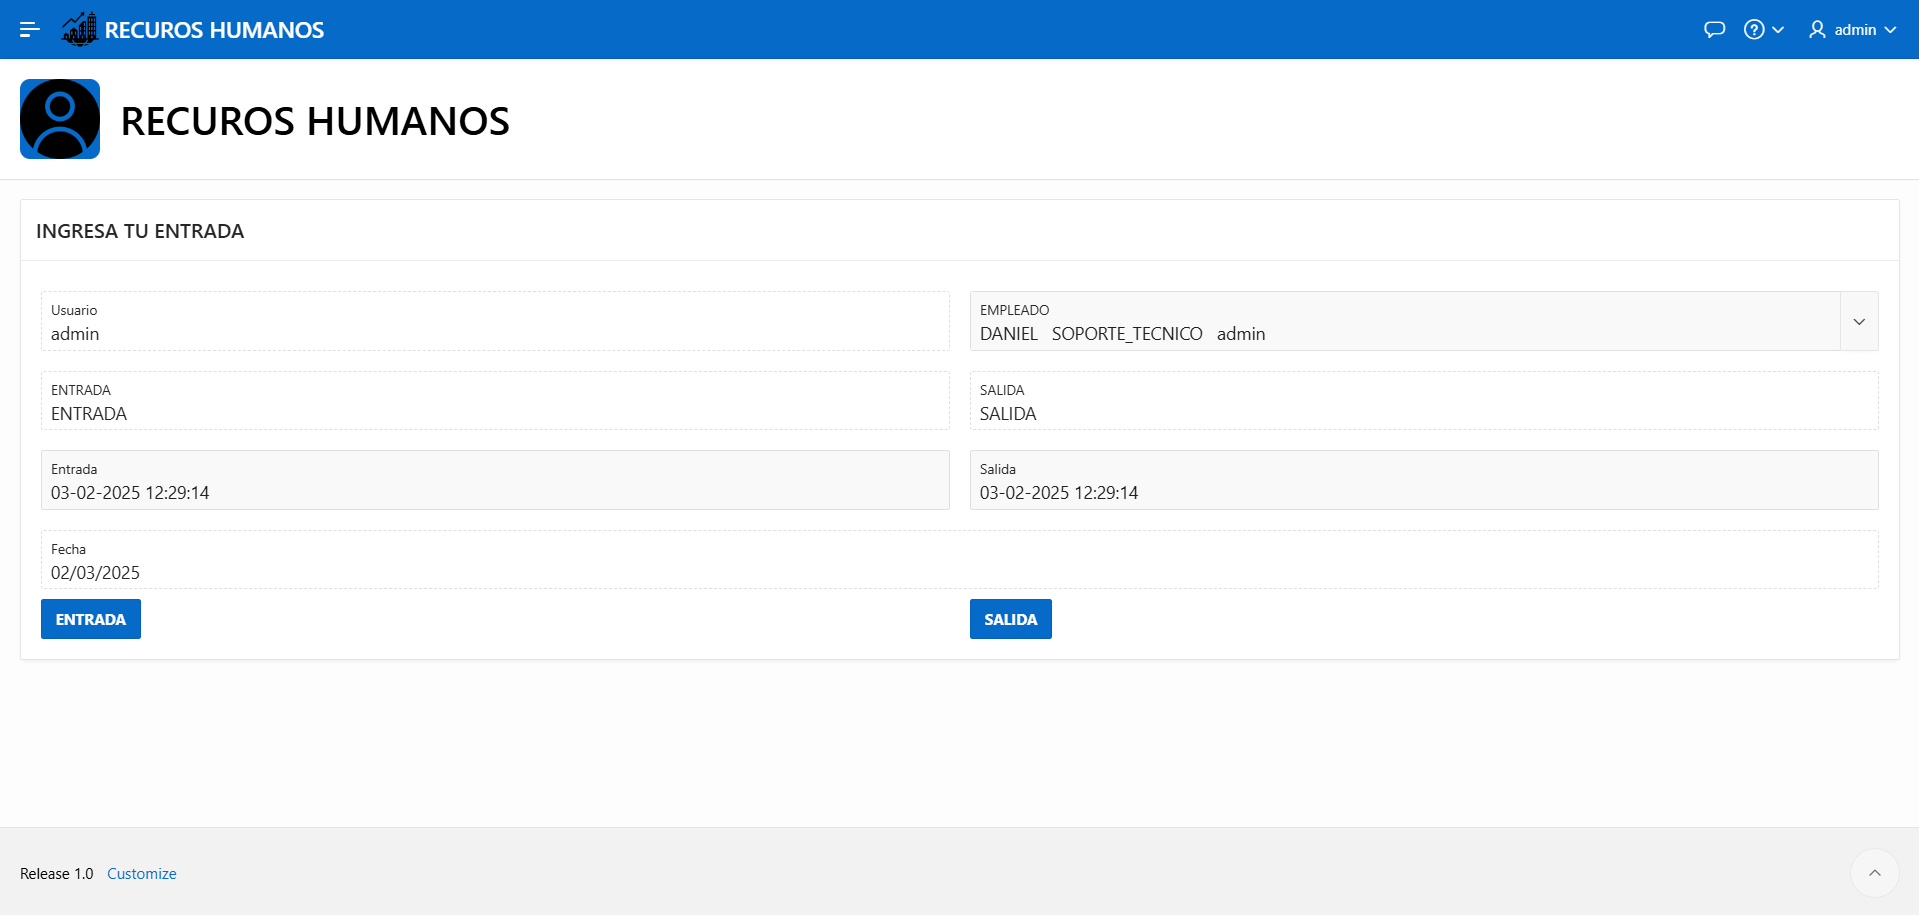 RECUROS HUMANOS
admin
RECUROS HUMANOS
INGRESA TU ENTRADA
Usuario
admin
EMPLEADO
DANIEL SOPORTE_TECNICO admin
ENTRADA
ENTRADA
SALIDA
SALIDA
Entrada
03-02-2025 12:29:14
Salida
03-02-2025 12:29:14
Fecha
02/03/2025
ENTRADA
SALIDA
Release 1.0 Customize